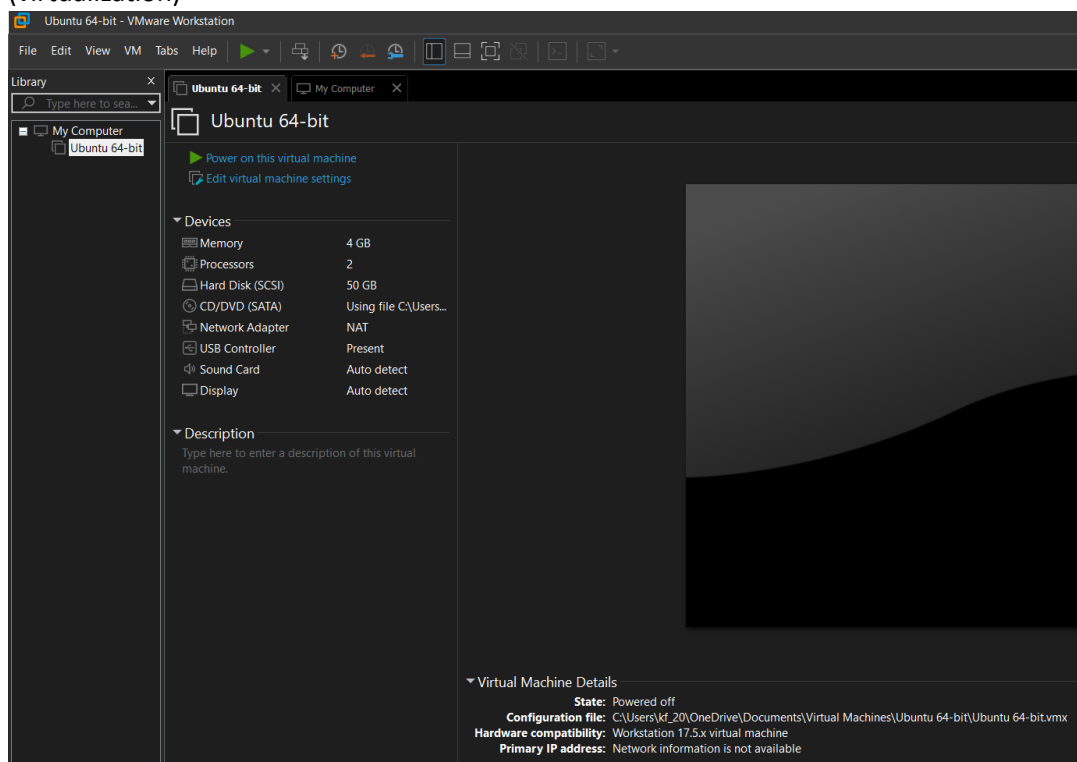 (virtualization)
Ubuntu 64-bit - VMware Workstation
File Edit View VM Tabs Help
Library X
Type here to sea...
My Computer
Ubuntu 64-bit
Ubuntu 64-bit My Computer
Ubuntu 64-bit
Power on this virtual machine
Edit virtual machine settings
Devices
Memory 4 GB
Processors 2
Hard Disk (SCSI) 50 GB
CD/DVD (SATA) Using file C:\Users...
Network Adapter NAT
USB Controller Present
Sound Card Auto detect
Display Auto detect
Description
Type here to enter a description of this virtual
machine.
Virtual Machine Details
State: Powered off
Configuration file: C:\Users\kf_20\OneDrive\Documents\Virtual Machines\Ubuntu 64-bit\Ubuntu 64-bit.vmx
Hardware compatibility: Workstation 17.5.x virtual machine
Primary IP address: Network information is not available